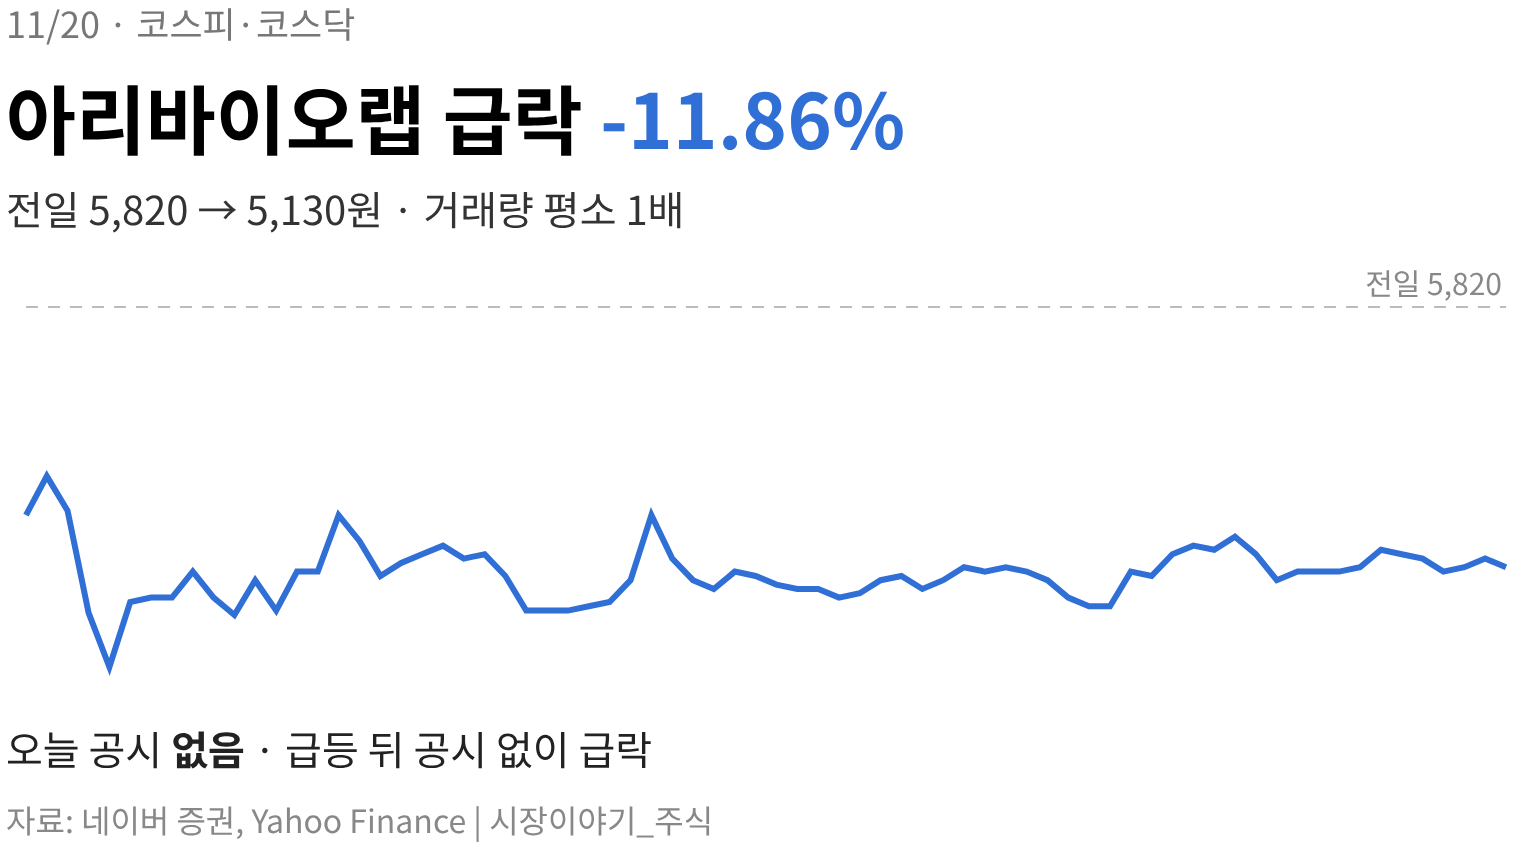 11/20 · 코스피·코스닥
아리바이오랩 급락 -11.86%
전일 5,820 → 5,130원 · 거래량 평소 1배
전일 5,820
오늘 공시 없음 · 급등 뒤 공시 없이 급락
자료: 네이버 증권, Yahoo Finance | 시장이야기_주식